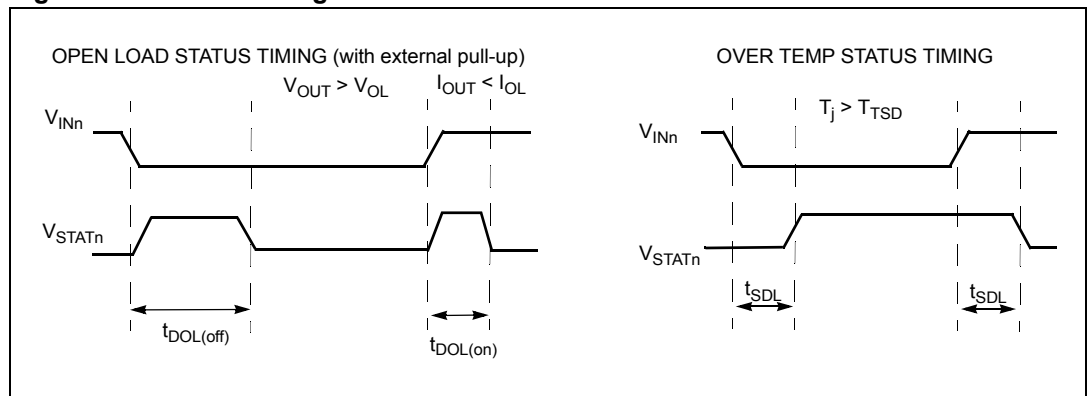 OPEN LOAD STATUS TIMING (with external pull-up)
V_OUT > V_OL
I_OUT < I_OL
V_INn
V_STATn
t_DOL(off)
t_DOL(on)
OVER TEMP STATUS TIMING
T_j > T_TSD
V_INn
V_STATn
t_SDL
t_SDL